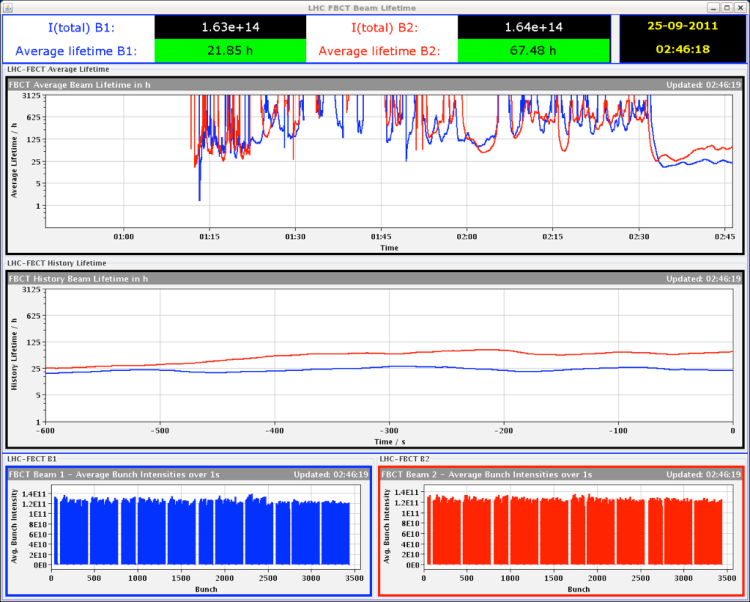 LHC FBCT Beam Lifetime
I(total) B1: 1.63e+14 I(total) B2: 1.64e+14 25-09-2011
Average lifetime B1: 21.85 h Average lifetime B2: 67.48 h 02:46:18
LHC-FBCT Average Lifetime
FBCT Average Beam Lifetime in h Updated: 02:46:19
3125
625
125
25
5
1
Average Lifetime / h
01:00 01:15 01:30 01:45 02:00 02:15 02:30 02:45
Time
LHC-FBCT History Lifetime
FBCT History Beam Lifetime in h Updated: 02:46:19
3125
625
125
25
5
1
History Lifetime / h
-600 -500 -400 -300 -200 -100 0
Time / s
LHC-FBCT B1
FBCT Beam 1 - Average Bunch Intensities over 1s Updated: 02:46:19
1.4E11
1.2E11
1E11
8E10
6E10
4E10
2E10
0E0
Avg. Bunch Intensity
0 500 1000 1500 2000 2500 3000 3500
Bunch
LHC-FBCT B2
FBCT Beam 2 - Average Bunch Intensities over 1s Updated: 02:46:19
1.4E11
1.2E11
1E11
8E10
6E10
4E10
2E10
0E0
Avg. Bunch Intensity
0 500 1000 1500 2000 2500 3000 3500
Bunch